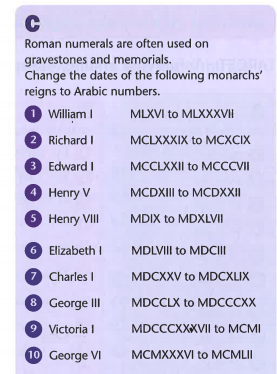 C
Roman numerals are often used on
gravestones and memorials.
Change the dates of the following monarchs'
reigns to Arabic numbers.
1 William I MLXVI to MLXXXVII
2 Richard I MCLXXXIX to MCXCIX
3 Edward I MCCLXXII to MCCCVII
4 Henry V MCDXIII to MCDXXII
5 Henry VIII MDIX to MDXLVII
6 Elizabeth I MDLVIII to MDCIII
7 Charles I MDCXXV to MDCXLIX
8 George III MDCCLX to MDCCCXX
9 Victoria I MDCCCXXXVII to MCMI
10 George VI MCMXXXVI to MCMLII